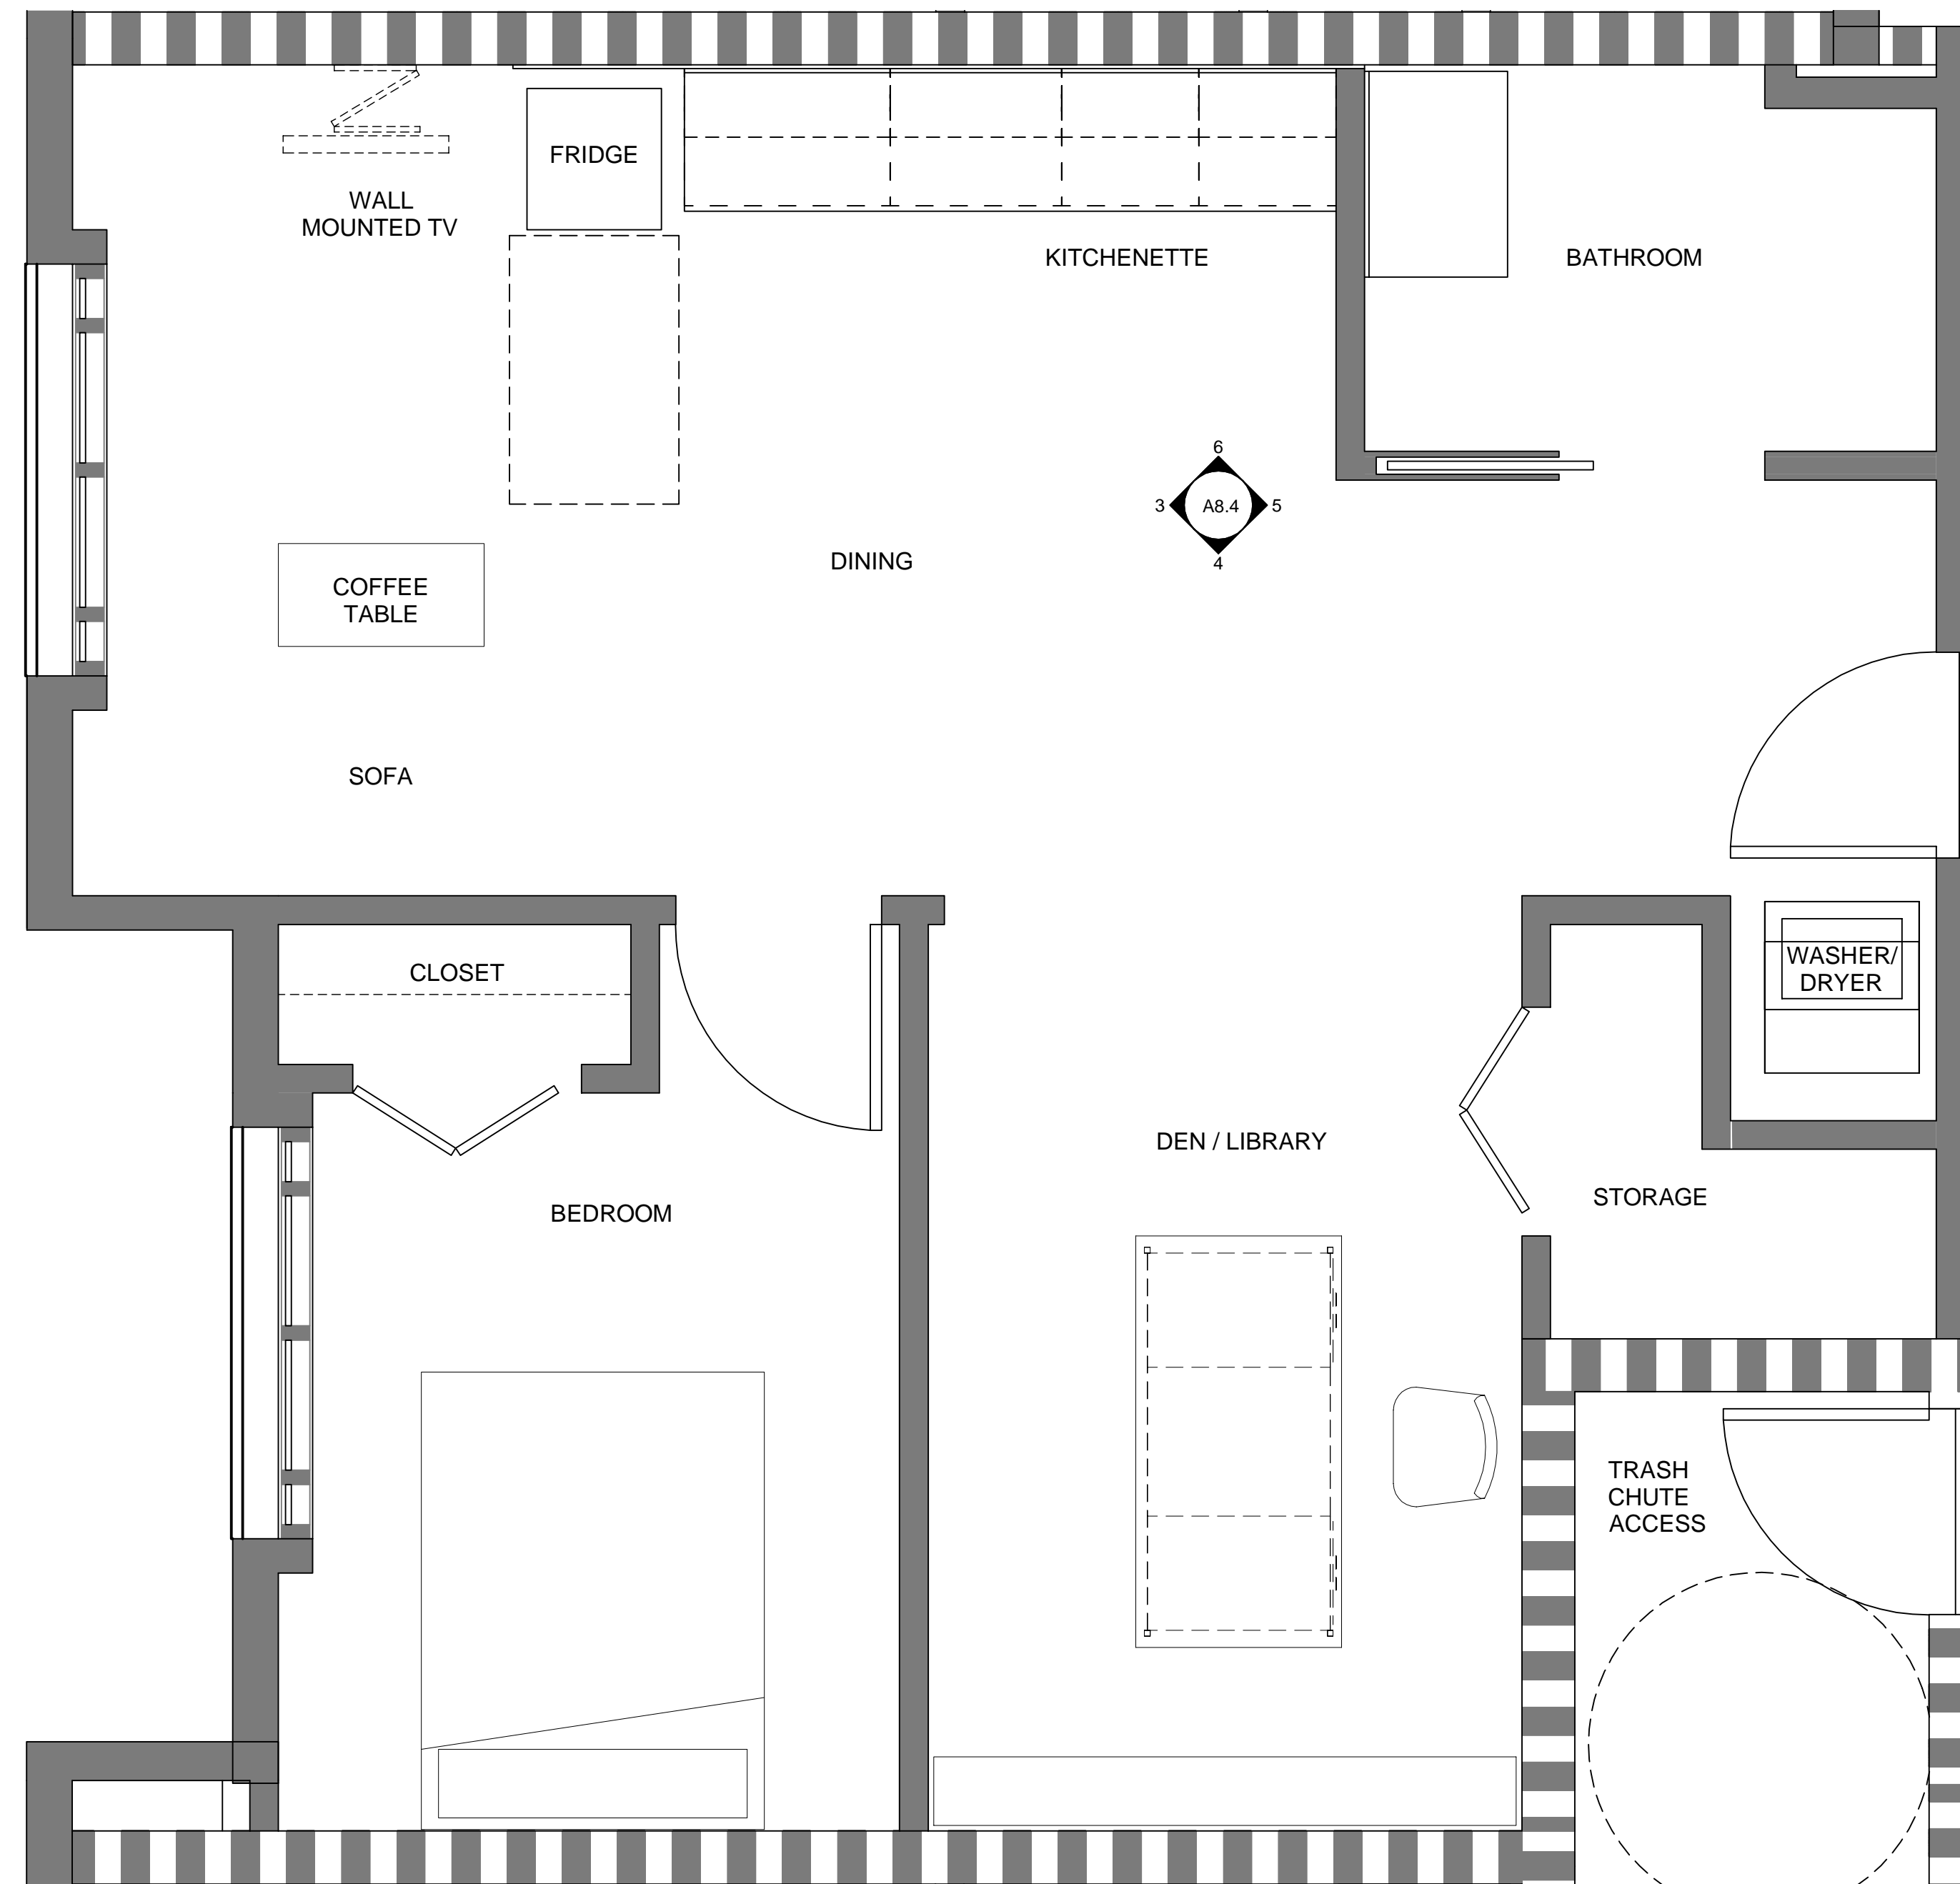 FRIDGE
WALL
MOUNTED TV
KITCHENETTE
BATHROOM
6
3
A8.4
5
4
DINING
COFFEE
TABLE
SOFA
CLOSET
WASHER/
DRYER
DEN / LIBRARY
STORAGE
BEDROOM
TRASH
CHUTE
ACCESS